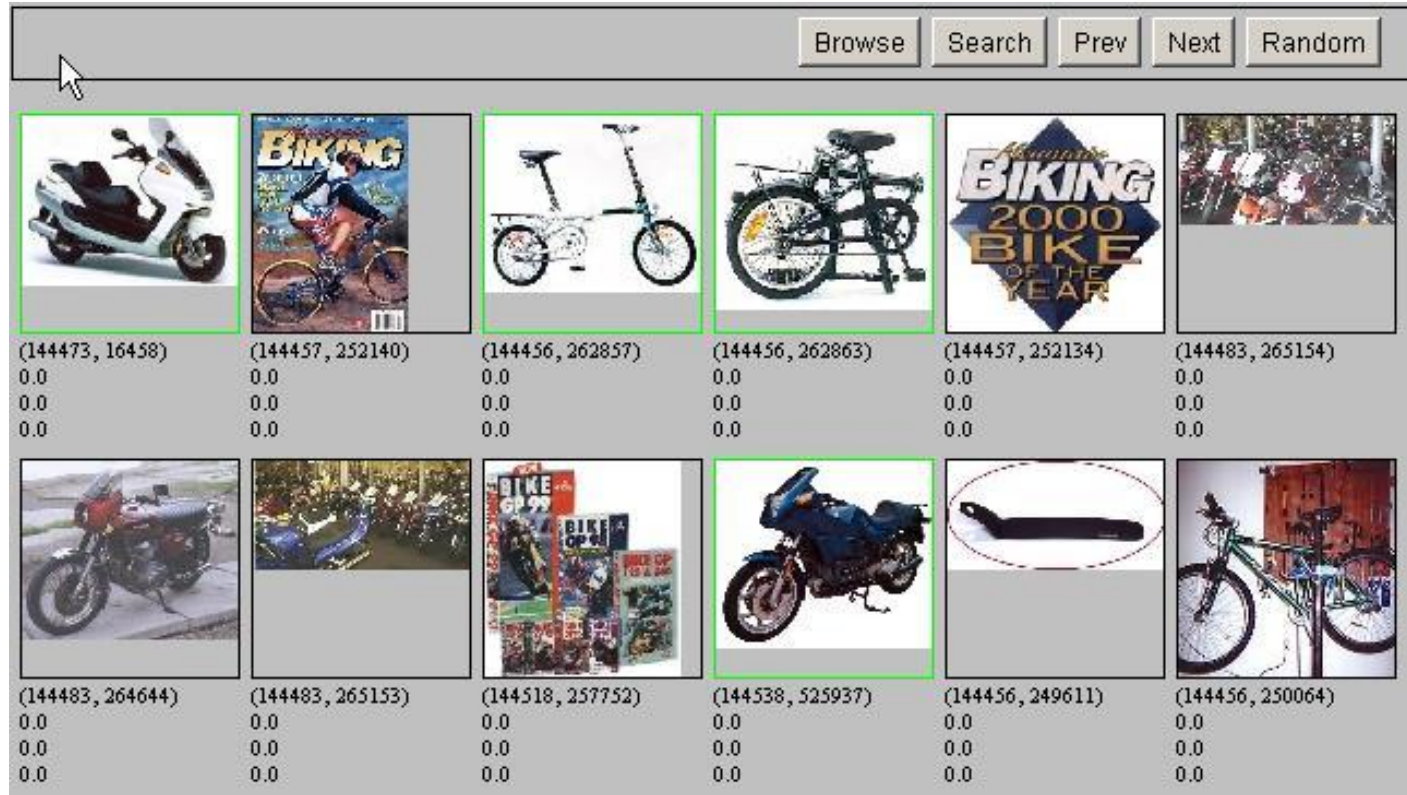 Browse Search Prev Next Random
BIKING
Mountain
BIKING
2000
BIKE
OF THE
YEAR
(144473, 16458) (144457, 252140) (144456, 262857) (144456, 262863) (144457, 252134) (144483, 265154)
0.0 0.0 0.0 0.0 0.0 0.0
0.0 0.0 0.0 0.0 0.0 0.0
0.0 0.0 0.0 0.0 0.0 0.0
BIKE
GP 99
BIKE
GP 98
BIKE GP
(144483, 264644) (144483, 265153) (144518, 257752) (144538, 525937) (144456, 249611) (144456, 250064)
0.0 0.0 0.0 0.0 0.0 0.0
0.0 0.0 0.0 0.0 0.0 0.0
0.0 0.0 0.0 0.0 0.0 0.0